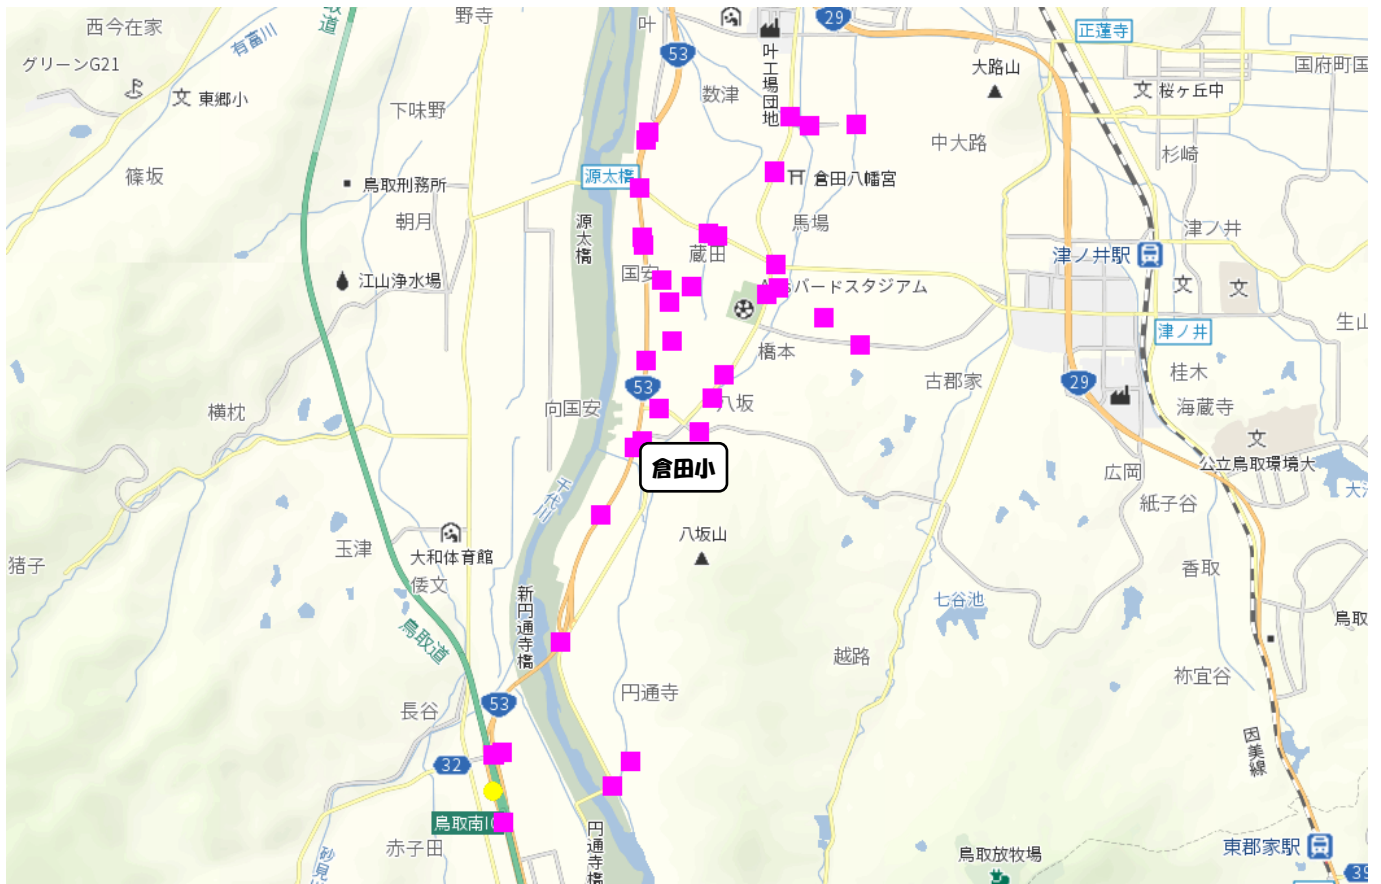 西今在家
取道
野寺
叶
29
正蓮寺
有富川
53
叶工場団地
大路山
国府町国
グリーンG21
文
東郷小
数津
文
桜ヶ丘中
下味野
中大路
杉崎
篠坂
鳥取刑務所
源太橋
倉田八幡宮
朝月
源太橋
馬場
津ノ井
蔵田
津ノ井駅
国安
江山浄水場
文
文
バードスタジアム
生山
津ノ井
橋本
桂木
古郡家
29
53
横枕
向国安
八坂
海蔵寺
文
倉田小
公立鳥取環境大
広岡
千代川
紙子谷
八坂山
玉津
大和体育館
猪子
香取
倭文
新円通寺橋
七谷池
鳥取
鳥取道
越路
祢宜谷
円通寺
53
長谷
因美線
32
鳥取南I
円通寺橋
赤子田
砂見
鳥取放牧場
東郡家駅
39